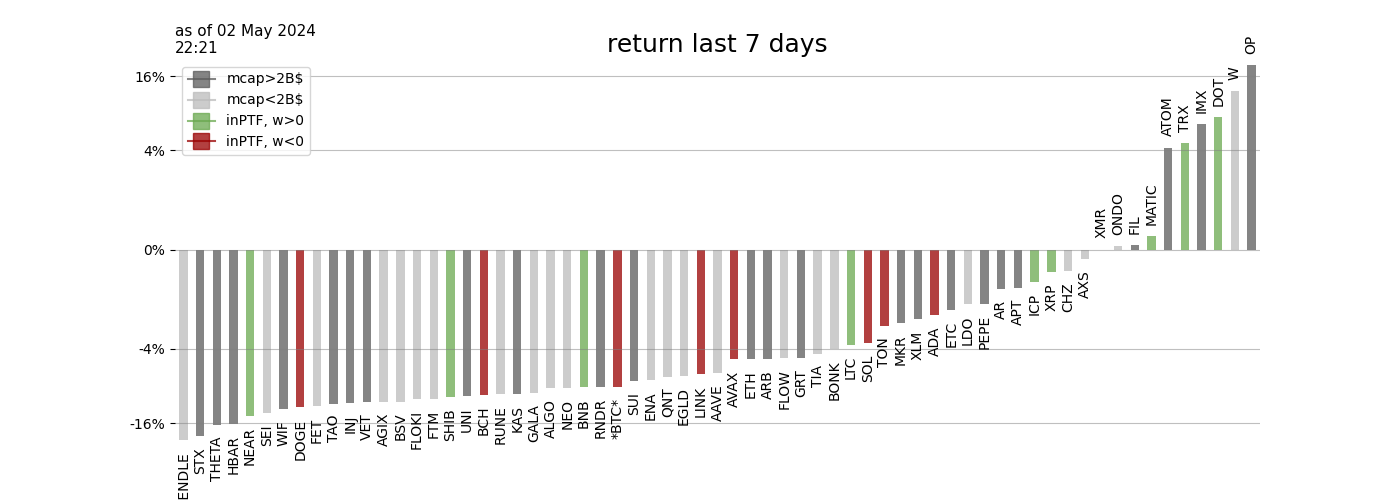 as of 02 May 2024
22:21
return last 7 days
mcap>2B$
mcap<2B$
inPTF, w>0
inPTF, w<0
16%
4%
0%
-4%
-16%
ENDLE
STX
THETA
HBAR
NEAR
SEI
WIF
DOGE
FET
TAO
INJ
VET
AGIX
BSV
FLOKI
FTM
SHIB
UNI
BCH
RUNE
KAS
GALA
ALGO
NEO
BNB
RNDR
*BTC*
SUI
ENA
QNT
EGLD
LINK
AAVE
AVAX
ETH
ARB
FLOW
GRT
TIA
BONK
LTC
SOL
TON
MKR
XLM
ADA
ETC
LDO
PEPE
AR
APT
ICP
XRP
CHZ
AXS
XMR
ONDO
FIL
MATIC
ATOM
TRX
IMX
DOT
W
OP